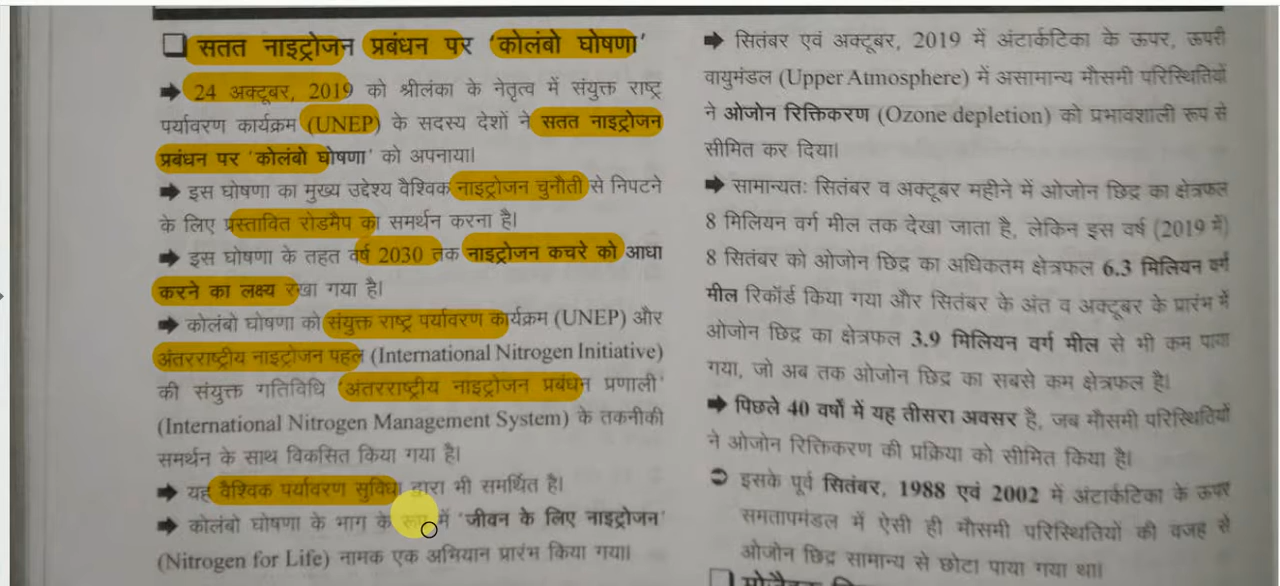 ❑ सतत नाइट्रोजन प्रबंधन पर 'कोलंबो घोषणा'
➡ 24 अक्टूबर, 2019 को श्रीलंका के नेतृत्व में संयुक्त राष्ट्र
पर्यावरण कार्यक्रम (UNEP) के सदस्य देशों ने सतत नाइट्रोजन
प्रबंधन पर 'कोलंबो घोषणा' को अपनाया।
➡ इस घोषणा का मुख्य उद्देश्य वैश्विक नाइट्रोजन चुनौती से निपटने
के लिए प्रस्तावित रोडमैप का समर्थन करना है।
➡ इस घोषणा के तहत वर्ष 2030 तक नाइट्रोजन कचरे को आधा
करने का लक्ष्य रखा गया है।
➡ कोलंबो घोषणा को संयुक्त राष्ट्र पर्यावरण कार्यक्रम (UNEP) और
अंतरराष्ट्रीय नाइट्रोजन पहल (International Nitrogen Initiative)
की संयुक्त गतिविधि 'अंतरराष्ट्रीय नाइट्रोजन प्रबंधन प्रणाली'
(International Nitrogen Management System) के तकनीकी
समर्थन के साथ विकसित किया गया है।
➡ यह वैश्विक पर्यावरण सुविधा द्वारा भी समर्थित है।
➡ कोलंबो घोषणा के भाग के रूप में 'जीवन के लिए नाइट्रोजन'
(Nitrogen for Life) नामक एक अभियान प्रारंभ किया गया।
➡ सितंबर एवं अक्टूबर, 2019 में अंटार्कटिका के ऊपर, ऊपरी
वायुमंडल (Upper Atmosphere) में असामान्य मौसमी परिस्थितियों
ने ओजोन रिक्तिकरण (Ozone depletion) को प्रभावशाली रूप से
सीमित कर दिया।
➡ सामान्यतः सितंबर व अक्टूबर महीने में ओजोन छिद्र का क्षेत्रफल
8 मिलियन वर्ग मील तक देखा जाता है, लेकिन इस वर्ष (2019 में)
8 सितंबर को ओजोन छिद्र का अधिकतम क्षेत्रफल 6.3 मिलियन वर्ग
मील रिकॉर्ड किया गया और सितंबर के अंत व अक्टूबर के प्रारंभ में
ओजोन छिद्र का क्षेत्रफल 3.9 मिलियन वर्ग मील से भी कम पाया
गया, जो अब तक ओजोन छिद्र का सबसे कम क्षेत्रफल है।
➡ पिछले 40 वर्षों में यह तीसरा अवसर है, जब मौसमी परिस्थितियों
ने ओजोन रिक्तिकरण की प्रक्रिया को सीमित किया है।
➲ इसके पूर्व सितंबर, 1988 एवं 2002 में अंटार्कटिका के ऊपर
समतापमंडल में ऐसी ही मौसमी परिस्थितियों की वजह से
ओजोन छिद्र सामान्य से छोटा पाया गया था।